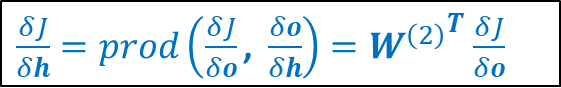 δJ/δh = prod (δJ/δo, δo/δh) = W⁽²⁾ᵀ δJ/δo